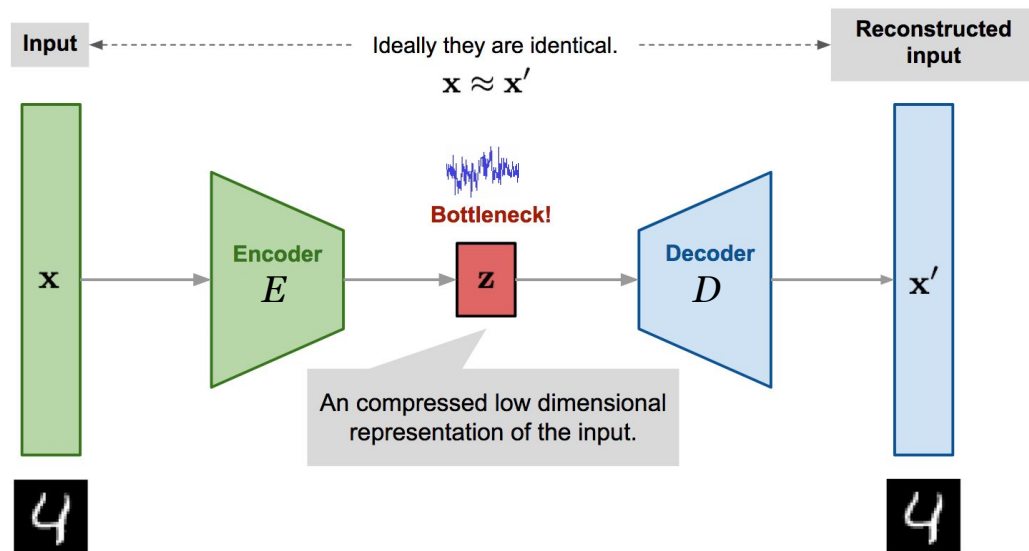 Input
Ideally they are identical.
x ≈ x′
Reconstructed
input
Bottleneck!
x
Encoder
E
z
Decoder
D
x′
An compressed low dimensional
representation of the input.
4
4